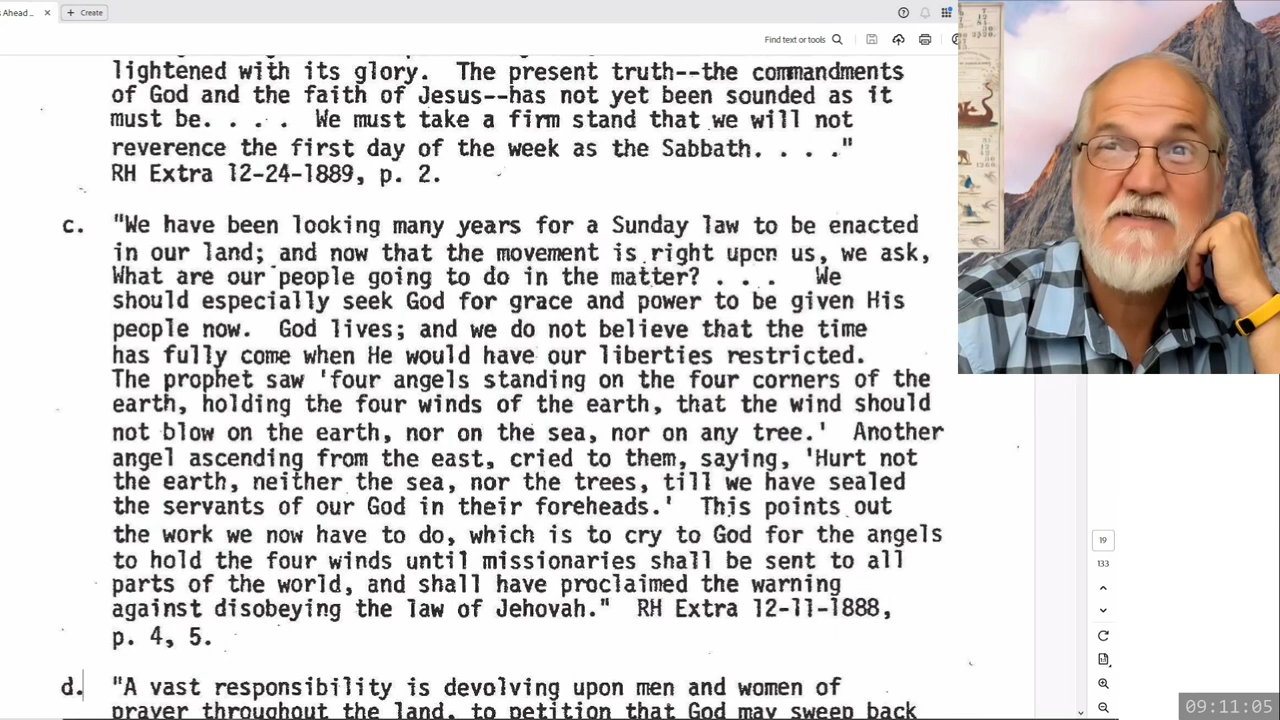 s Ahead ...
Create
Find text or tools
lightened with its glory. The present truth--the commandments
of God and the faith of Jesus--has not yet been sounded as it
must be. . . . We must take a firm stand that we will not
reverence the first day of the week as the Sabbath. . . ."
RH Extra 12-24-1889, p. 2.
c. "We have been looking many years for a Sunday law to be enacted
in our land; and now that the movement is right upon us, we ask,
What are our people going to do in the matter? . . . We
should especially seek God for grace and power to be given His
people now. God lives; and we do not believe that the time
has fully come when He would have our liberties restricted.
The prophet saw 'four angels standing on the four corners of the
earth, holding the four winds of the earth, that the wind should
not blow on the earth, nor on the sea, nor on any tree.' Another
angel ascending from the east, cried to them, saying, 'Hurt not
the earth, neither the sea, nor the trees, till we have sealed
the servants of our God in their foreheads.' This points out
the work we now have to do, which is to cry to God for the angels
to hold the four winds until missionaries shall be sent to all
parts of the world, and shall have proclaimed the warning
against disobeying the law of Jehovah." RH Extra 12-11-1888,
p. 4, 5.
d. "A vast responsibility is devolving upon men and women of
prayer throughout the land, to petition that God may sweep back
19
133
09:11:05